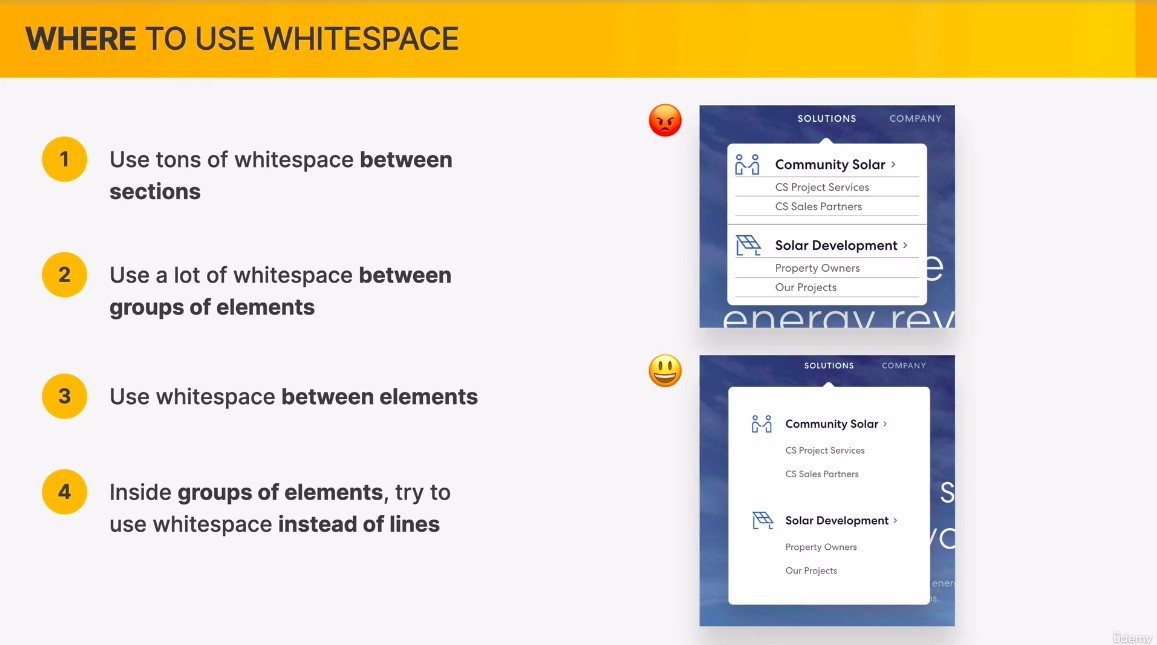 WHERE TO USE WHITESPACE
1
Use tons of whitespace between
sections
2
Use a lot of whitespace between
groups of elements
3
Use whitespace between elements
4
Inside groups of elements, try to
use whitespace instead of lines
SOLUTIONS COMPANY
Community Solar >
CS Project Services
CS Sales Partners
Solar Development >
Property Owners
Our Projects
energy rev
SOLUTIONS COMPANY
Community Solar >
CS Project Services
CS Sales Partners
Solar Development >
Property Owners
Our Projects
ener
udemy